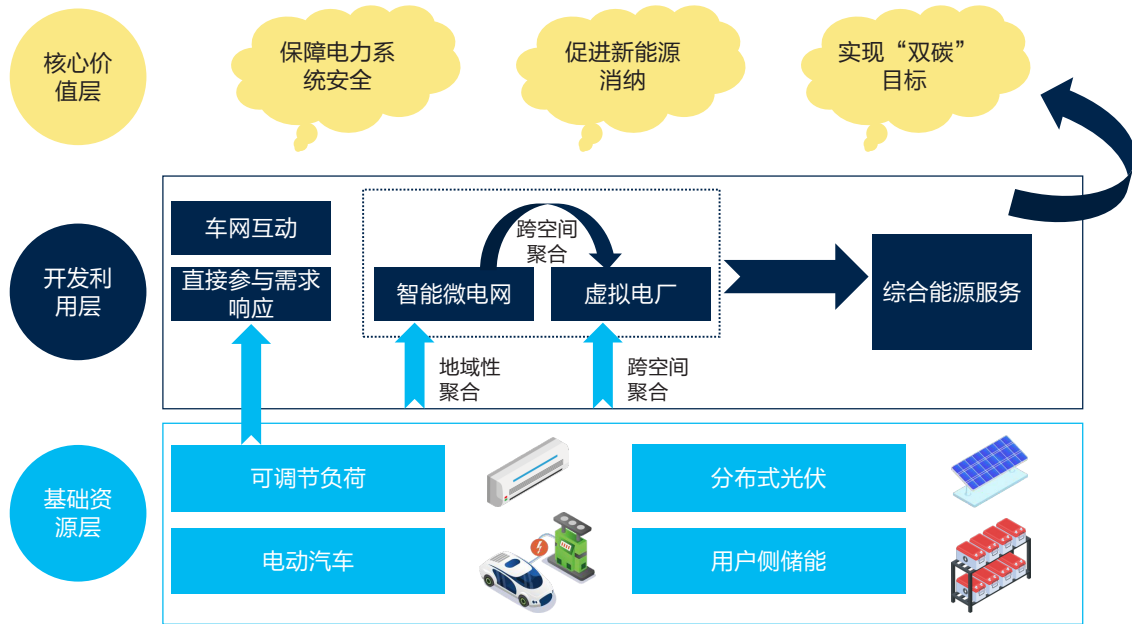 核心价
值层
保障电力系
统安全
促进新能源
消纳
实现“双碳”
目标
开发利
用层
车网互动
直接参与需求
响应
跨空间
聚合
智能微电网
虚拟电厂
综合能源服务
地域性
聚合
跨空间
聚合
基础资
源层
可调节负荷
分布式光伏
电动汽车
用户侧储能